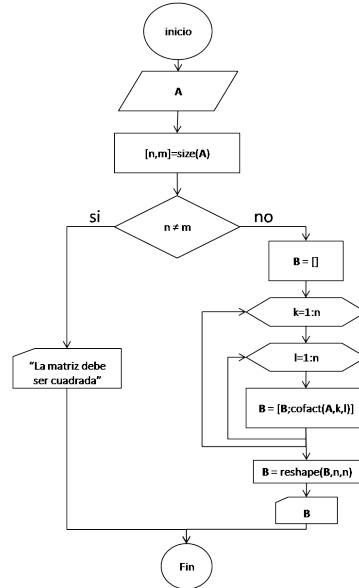 inicio
A
[n,m]=size(A)
n ≠ m
si
no
B = []
k=1:n
l=1:n
B = [B;cofact(A,k,l)]
B = reshape(B,n,n)
B
“La matriz debe
ser cuadrada”
Fin